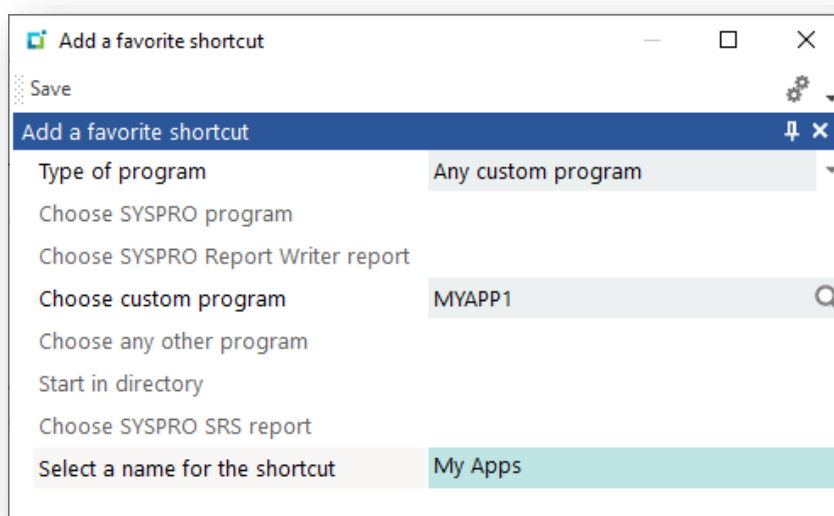 Add a favorite shortcut
Save
Add a favorite shortcut
Type of program Any custom program
Choose SYSPRO program
Choose SYSPRO Report Writer report
Choose custom program MYAPP1
Choose any other program
Start in directory
Choose SYSPRO SRS report
Select a name for the shortcut My Apps